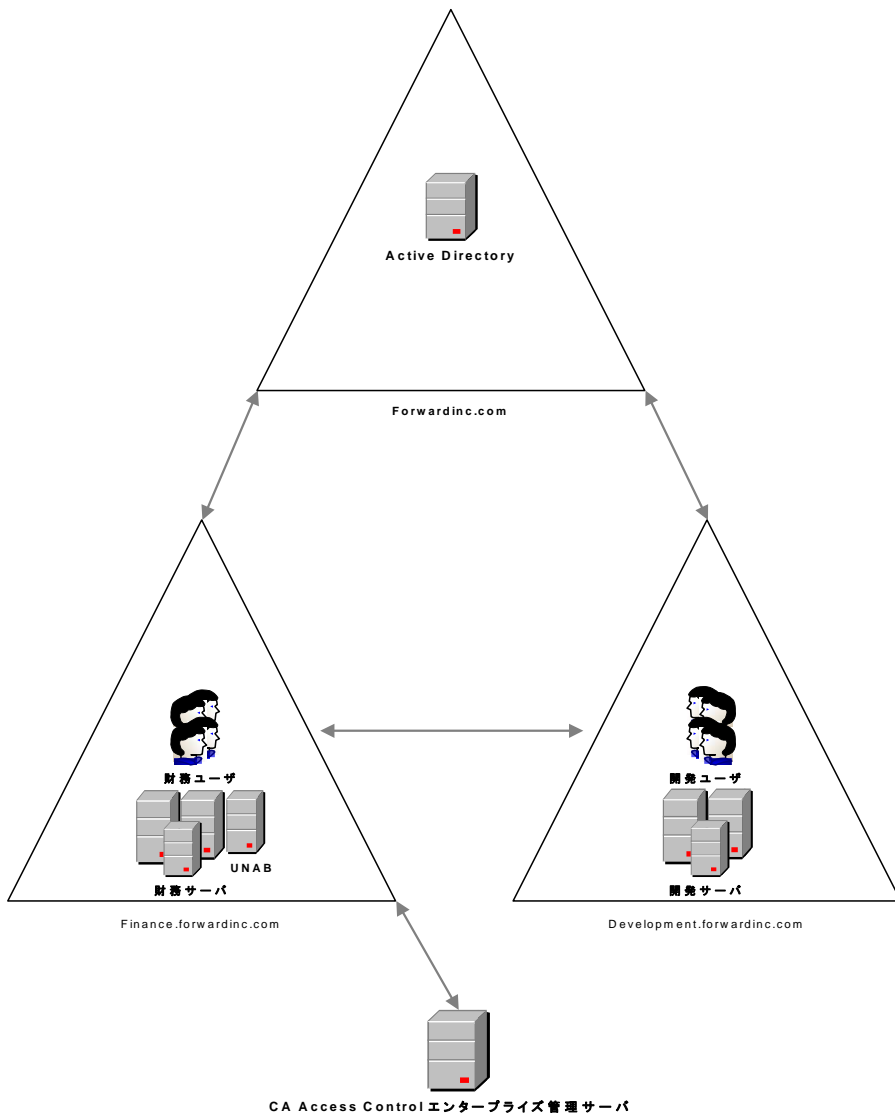 Active Directory
Forwardinc.com
財務ユーザ
開発ユーザ
UNAB
財務サーバ
開発サーバ
Finance.forwardinc.com
Development.forwardinc.com
CA Access Control エンタープライズ管理サーバ